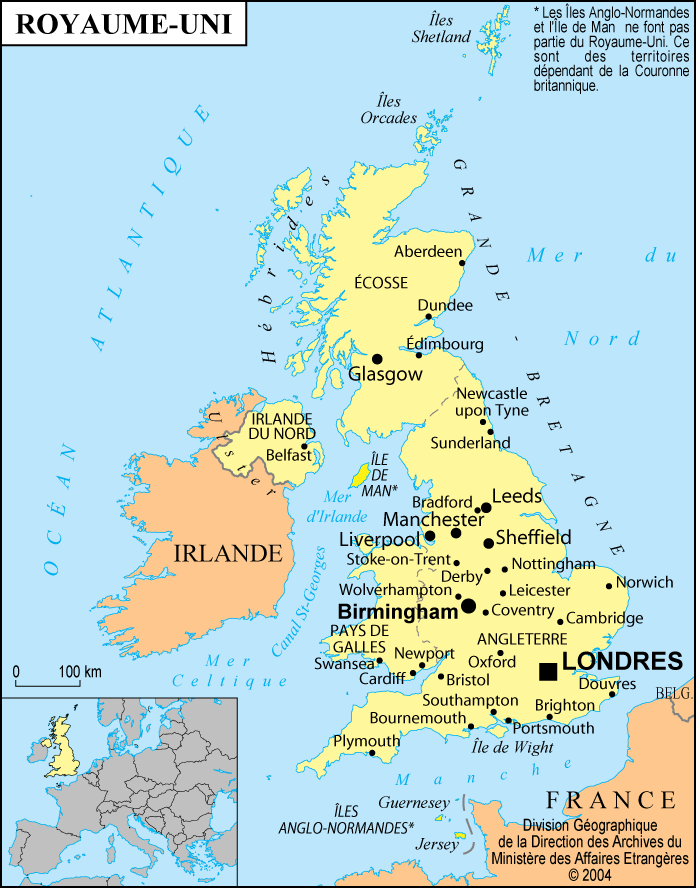 ROYAUME-UNI
* Les Îles Anglo-Normandes
et l'Île de Man ne font pas
partie du Royaume-Uni. Ce
sont des territoires
dépendant de la Couronne
britannique.
Îles
Shetland
Îles
Orcades
OCÉAN ATLANTIQUE
Hébrides
GRANDE-BRETAGNE
Mer du
Nord
Aberdeen
ÉCOSSE
Dundee
Édimbourg
Glasgow
Newcastle
upon Tyne
Sunderland
IRLANDE
DU NORD
Belfast
Ulster
ÎLE
DE
MAN*
Mer
d'Irlande
Bradford
Leeds
Manchester
Liverpool
Sheffield
IRLANDE
Stoke-on-Trent
Nottingham
Derby
Norwich
Wolverhampton
Leicester
Birmingham
Coventry
Cambridge
Canal St-Georges
PAYS DE
GALLES
ANGLETERRE
Newport
Oxford
LONDRES
Swansea
Cardiff
Bristol
Douvres
BELG.
0 100 km
Mer
Celtique
Southampton
Brighton
Bournemouth
Portsmouth
Plymouth
Île de Wight
Manche
Guernesey
ÎLES
ANGLO-NORMANDES*
Jersey
FRANCE
Division Géographique
de la Direction des Archives du
Ministère des Affaires Etrangères
© 2004